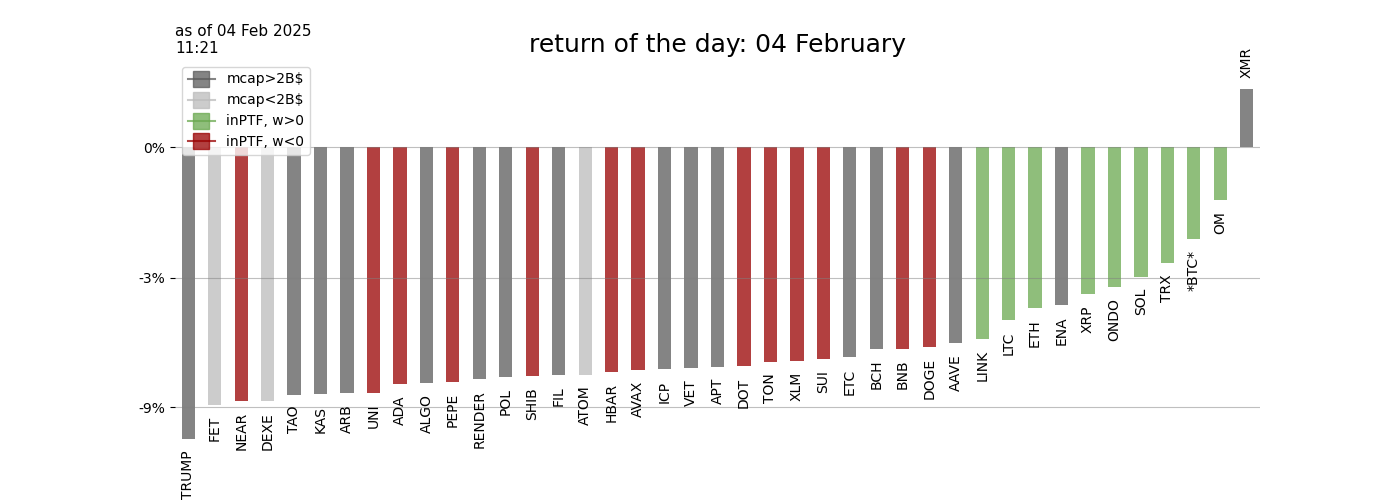 as of 04 Feb 2025
11:21
return of the day: 04 February
mcap>2B$
mcap<2B$
inPTF, w>0
inPTF, w<0
0%
-3%
-9%
TRUMP
FET
NEAR
DEXE
TAO
KAS
ARB
UNI
ADA
ALGO
PEPE
RENDER
POL
SHIB
FIL
ATOM
HBAR
AVAX
ICP
VET
APT
DOT
TON
XLM
SUI
ETC
BCH
BNB
DOGE
AAVE
LINK
LTC
ETH
ENA
XRP
ONDO
SOL
TRX
*BTC*
OM
XMR